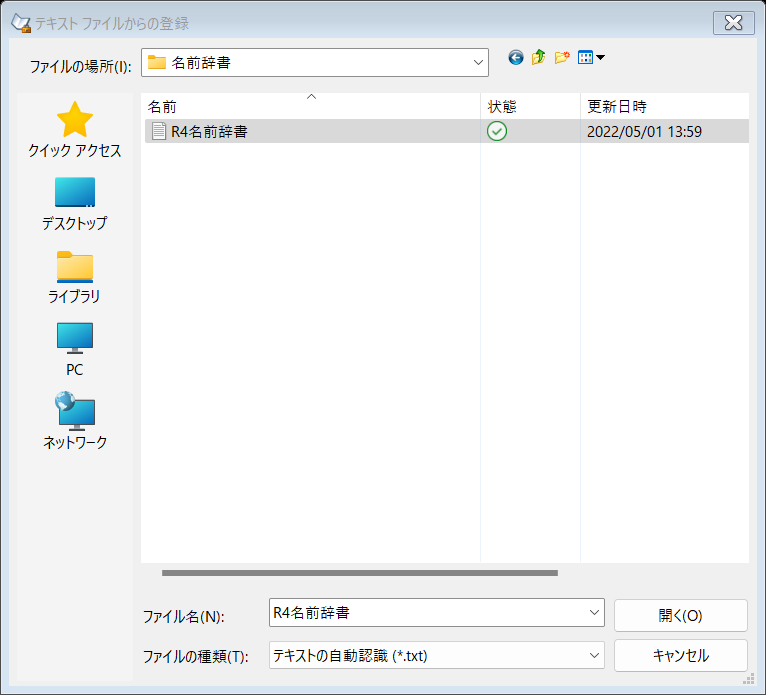 テキスト ファイルからの登録
ファイルの場所(I):
名前辞書
名前
状態
更新日時
R4名前辞書
2022/05/01 13:59
クイック アクセス
デスクトップ
ライブラリ
PC
ネットワーク
ファイル名(N):
R4名前辞書
開く(O)
ファイルの種類(T):
テキストの自動認識 (*.txt)
キャンセル